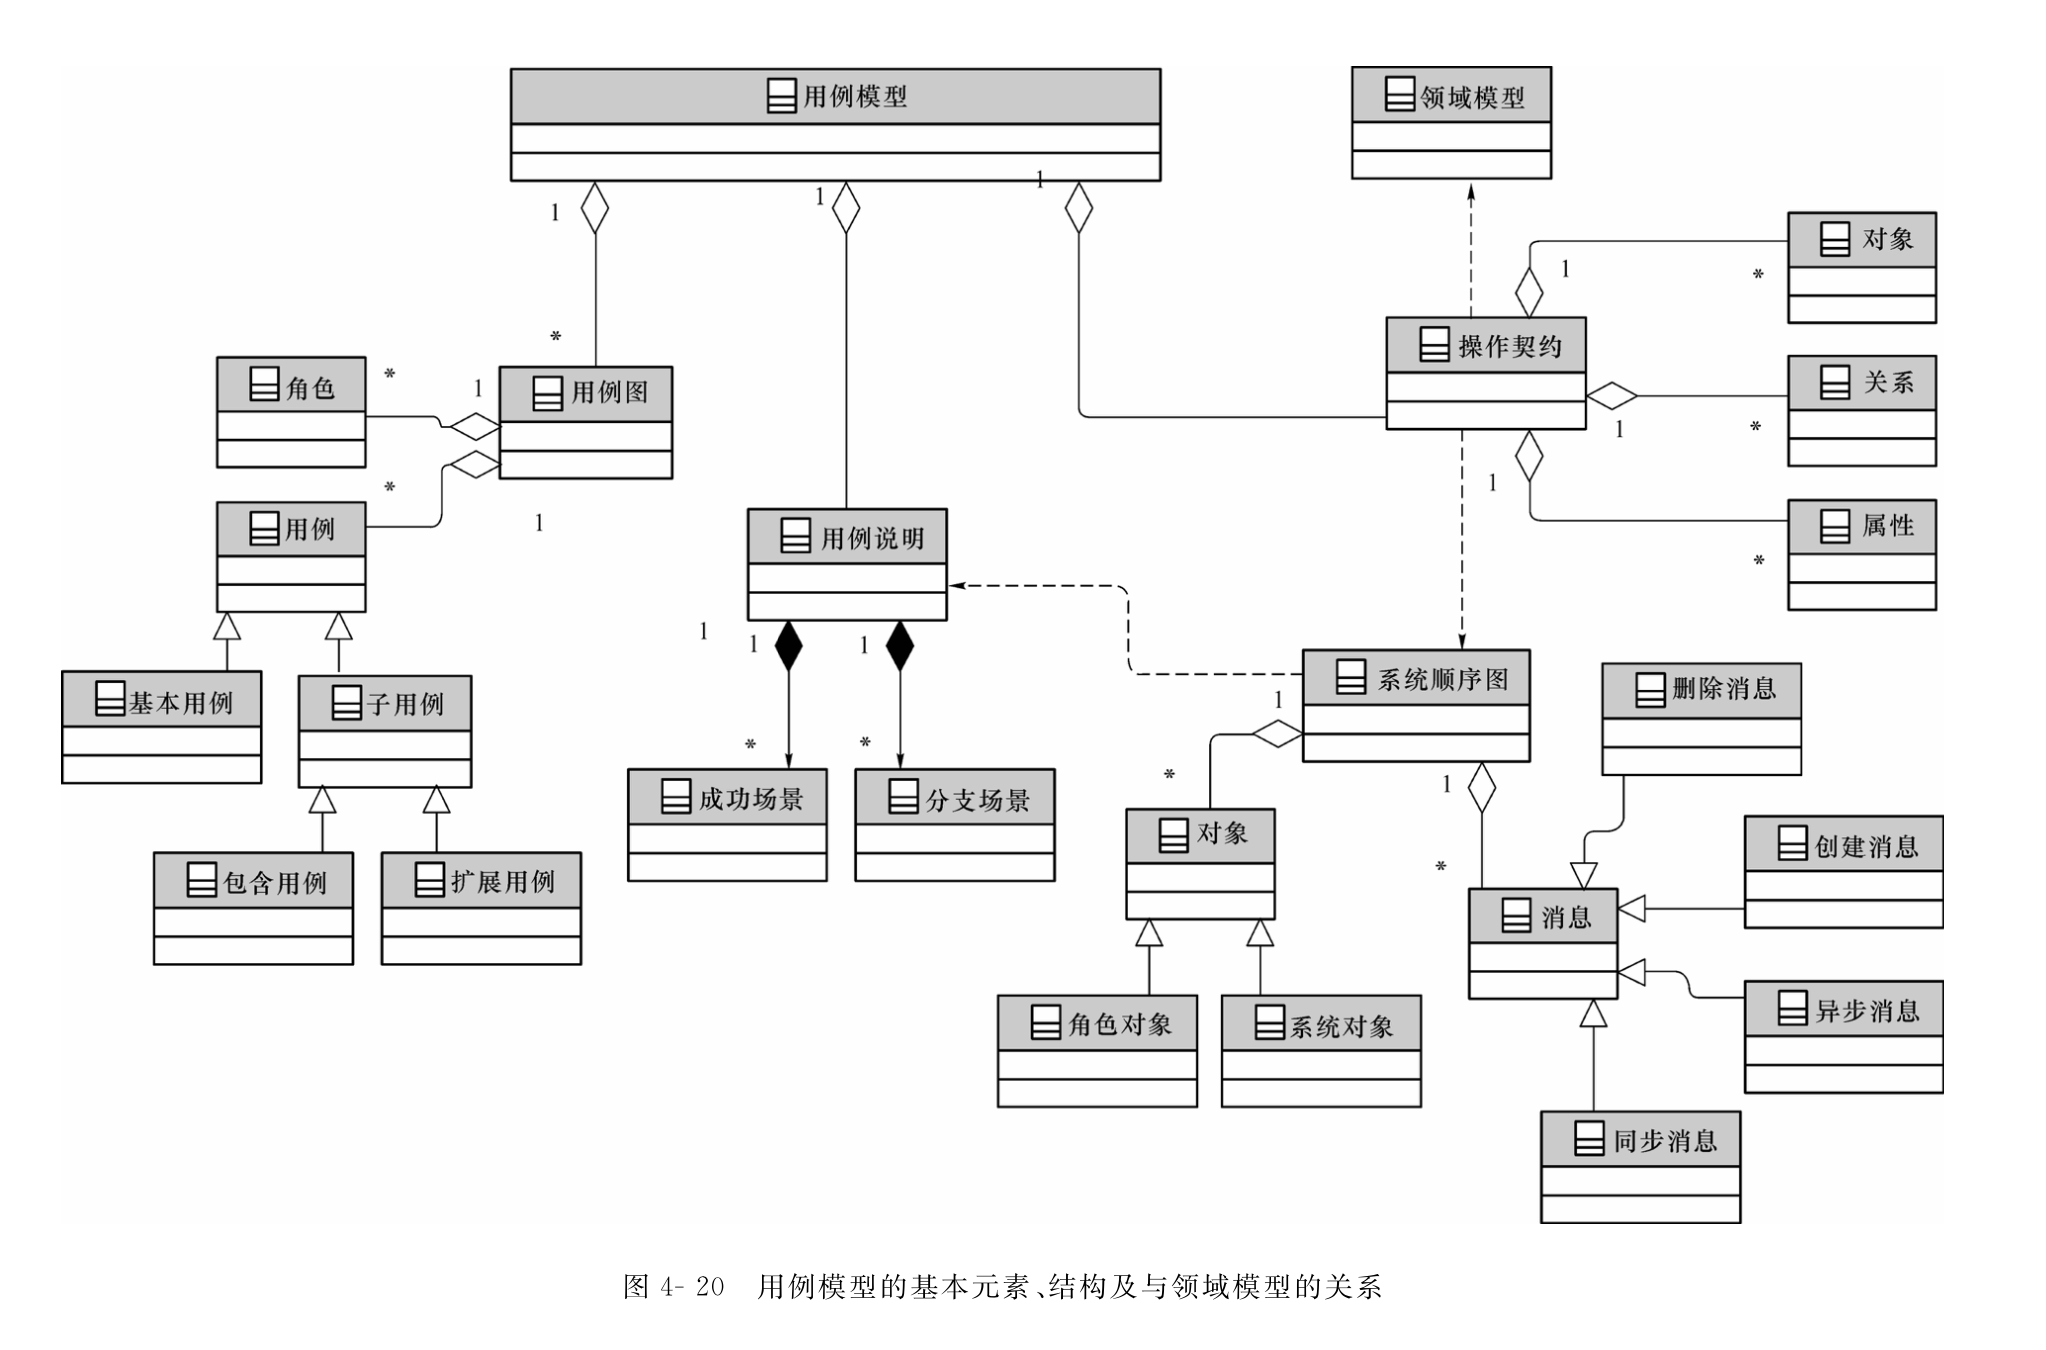 用例模型
领域模型
1
1
1
对象
1
*
*
操作契约
角色
*
1
用例图
关系
1
*
用例
*
1
1
属性
*
用例说明
1
1
1
系统顺序图
删除消息
基本用例
子用例
1
*
*
*
1
成功场景
分支场景
对象
*
创建消息
包含用例
扩展用例
消息
角色对象
系统对象
异步消息
同步消息
图 4- 20 用例模型的基本元素、结构及与领域模型的关系